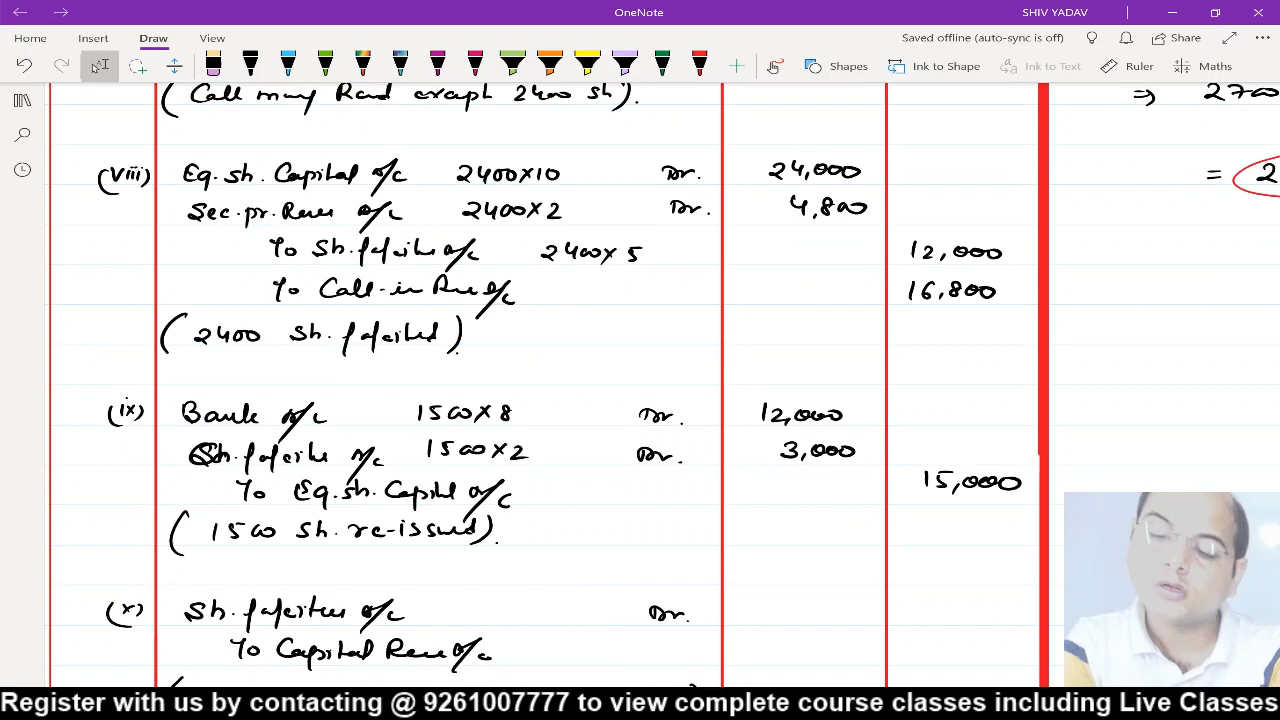 OneNote
SHIV YADAV
Home Insert Draw View
Saved offline (auto-sync is off)
Share
Shapes Ink to Shape Ink to Text Ruler Maths
(Call money Recd except 2400 sh).
⇒ 2700
(viii) Eq. sh. Capital a/c 2400×10 Dr. 24,000
= 2
Sec. pr. Reser a/c 2400×2 Dr. 4,800
To Sh. forfeiture a/c 2400×5 12,000
To Call-in Arre a/c 16,800
(2400 Sh. forfeited).
(ix) Bank a/c 1500×8 Dr. 12,000
Sh. forfeiture a/c 1500×2 Dr. 3,000
To Eq. sh. Capital a/c 15,000
(1500 Sh. re-issued).
(x) Sh. forfeiture a/c Dr.
To Capital Reser a/c
Register with us by contacting @ 9261007777 to view complete course classes including Live Classes